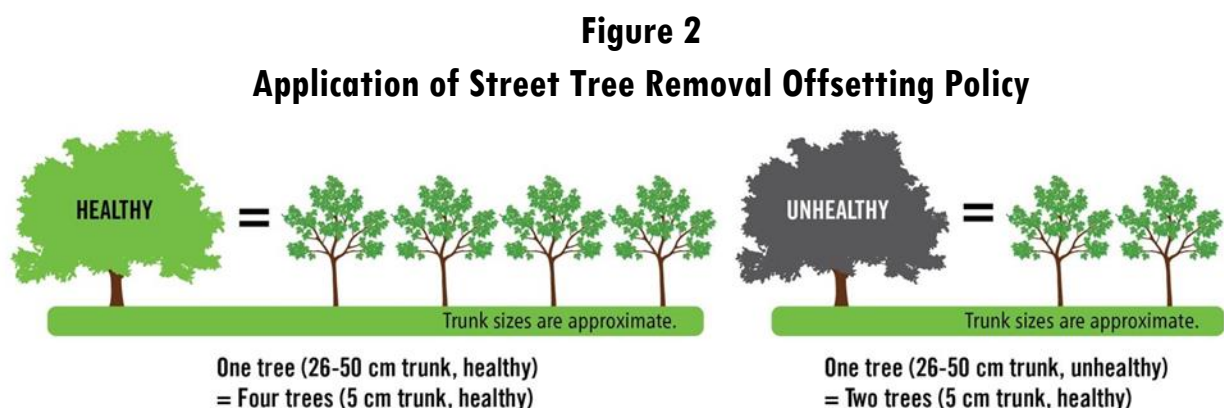 Figure 2
Application of Street Tree Removal Offsetting Policy
HEALTHY
=
UNHEALTHY
=
Trunk sizes are approximate.
Trunk sizes are approximate.
One tree (26-50 cm trunk, healthy)
= Four trees (5 cm trunk, healthy)
One tree (26-50 cm trunk, unhealthy)
= Two trees (5 cm trunk, healthy)